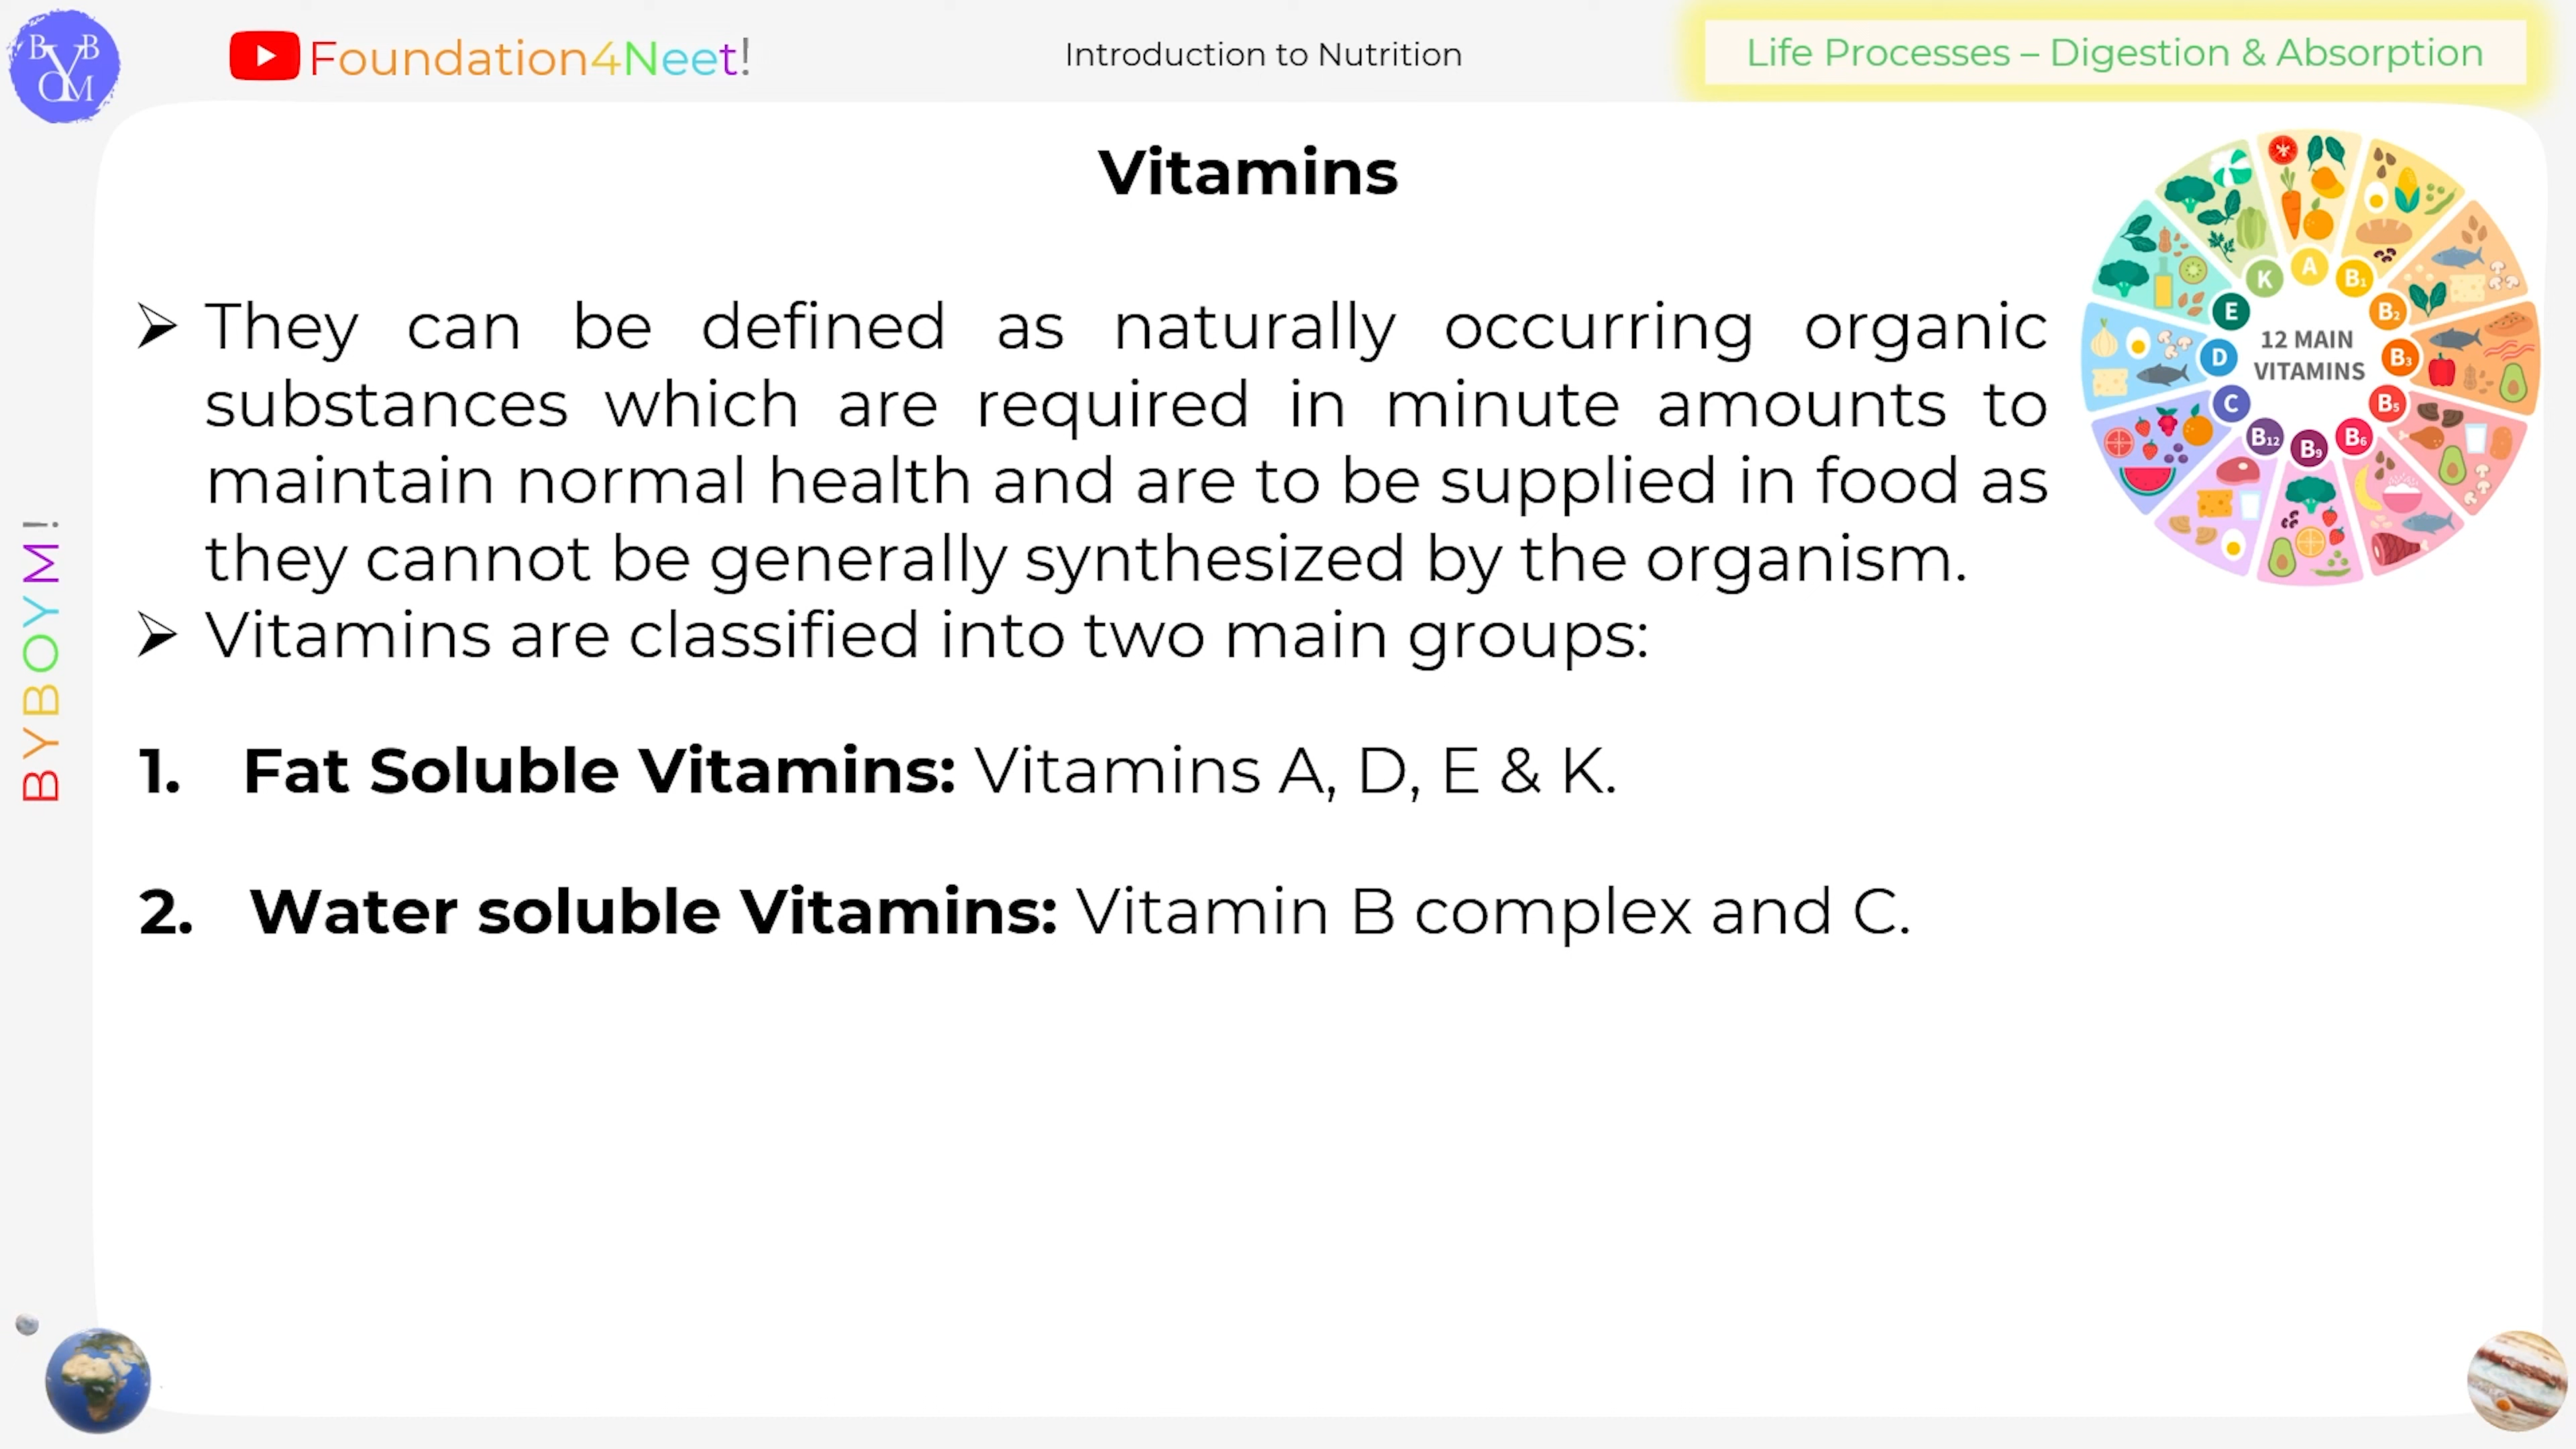 B
V
B
O
M
Foundation4Neet!
Introduction to Nutrition
Life Processes – Digestion & Absorption
Vitamins
➢ They can be defined as naturally occurring organic
substances which are required in minute amounts to
maintain normal health and are to be supplied in food as
they cannot be generally synthesized by the organism.
➢ Vitamins are classified into two main groups:
1. Fat Soluble Vitamins: Vitamins A, D, E & K.
2. Water soluble Vitamins: Vitamin B complex and C.
12 MAIN
VITAMINS
A
B₁
B₂
B₃
B₅
B₆
B₉
B₁₂
C
D
E
K
BYBOYM!